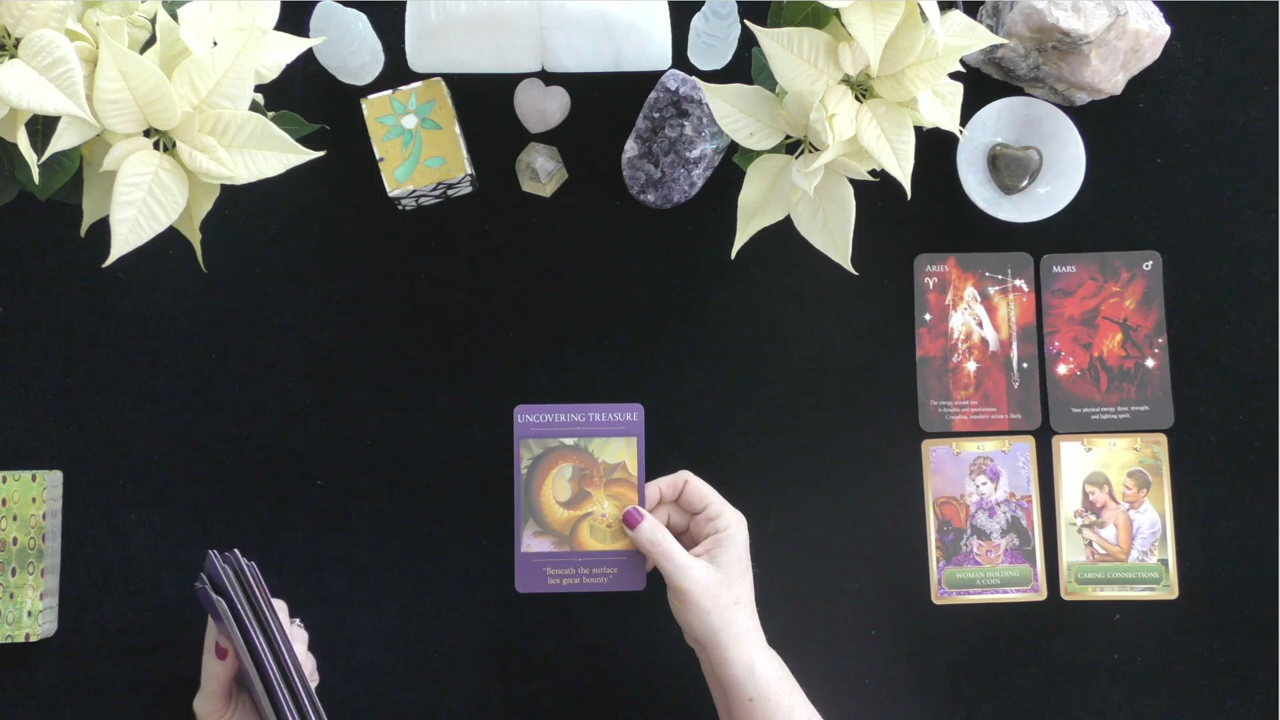 ARIES
The energy around you
is dynamic and spontaneous.
Crusading, impulsive action is likely.
MARS
Your physical energy, drive, strength,
and fighting spirit.
UNCOVERING TREASURE
"Beneath the surface
lies great bounty."
42
WOMAN HOLDING
A COIN
14
CARING CONNECTIONS